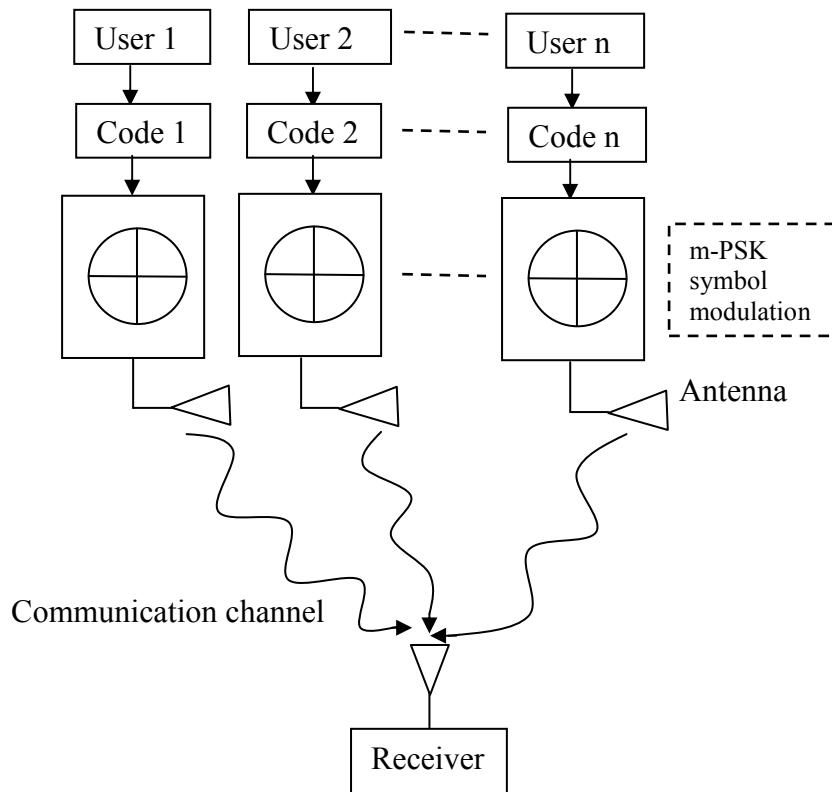 User 1
User 2
User n
Code 1
Code 2
Code n
m-PSK
symbol
modulation
Antenna
Communication channel
Receiver